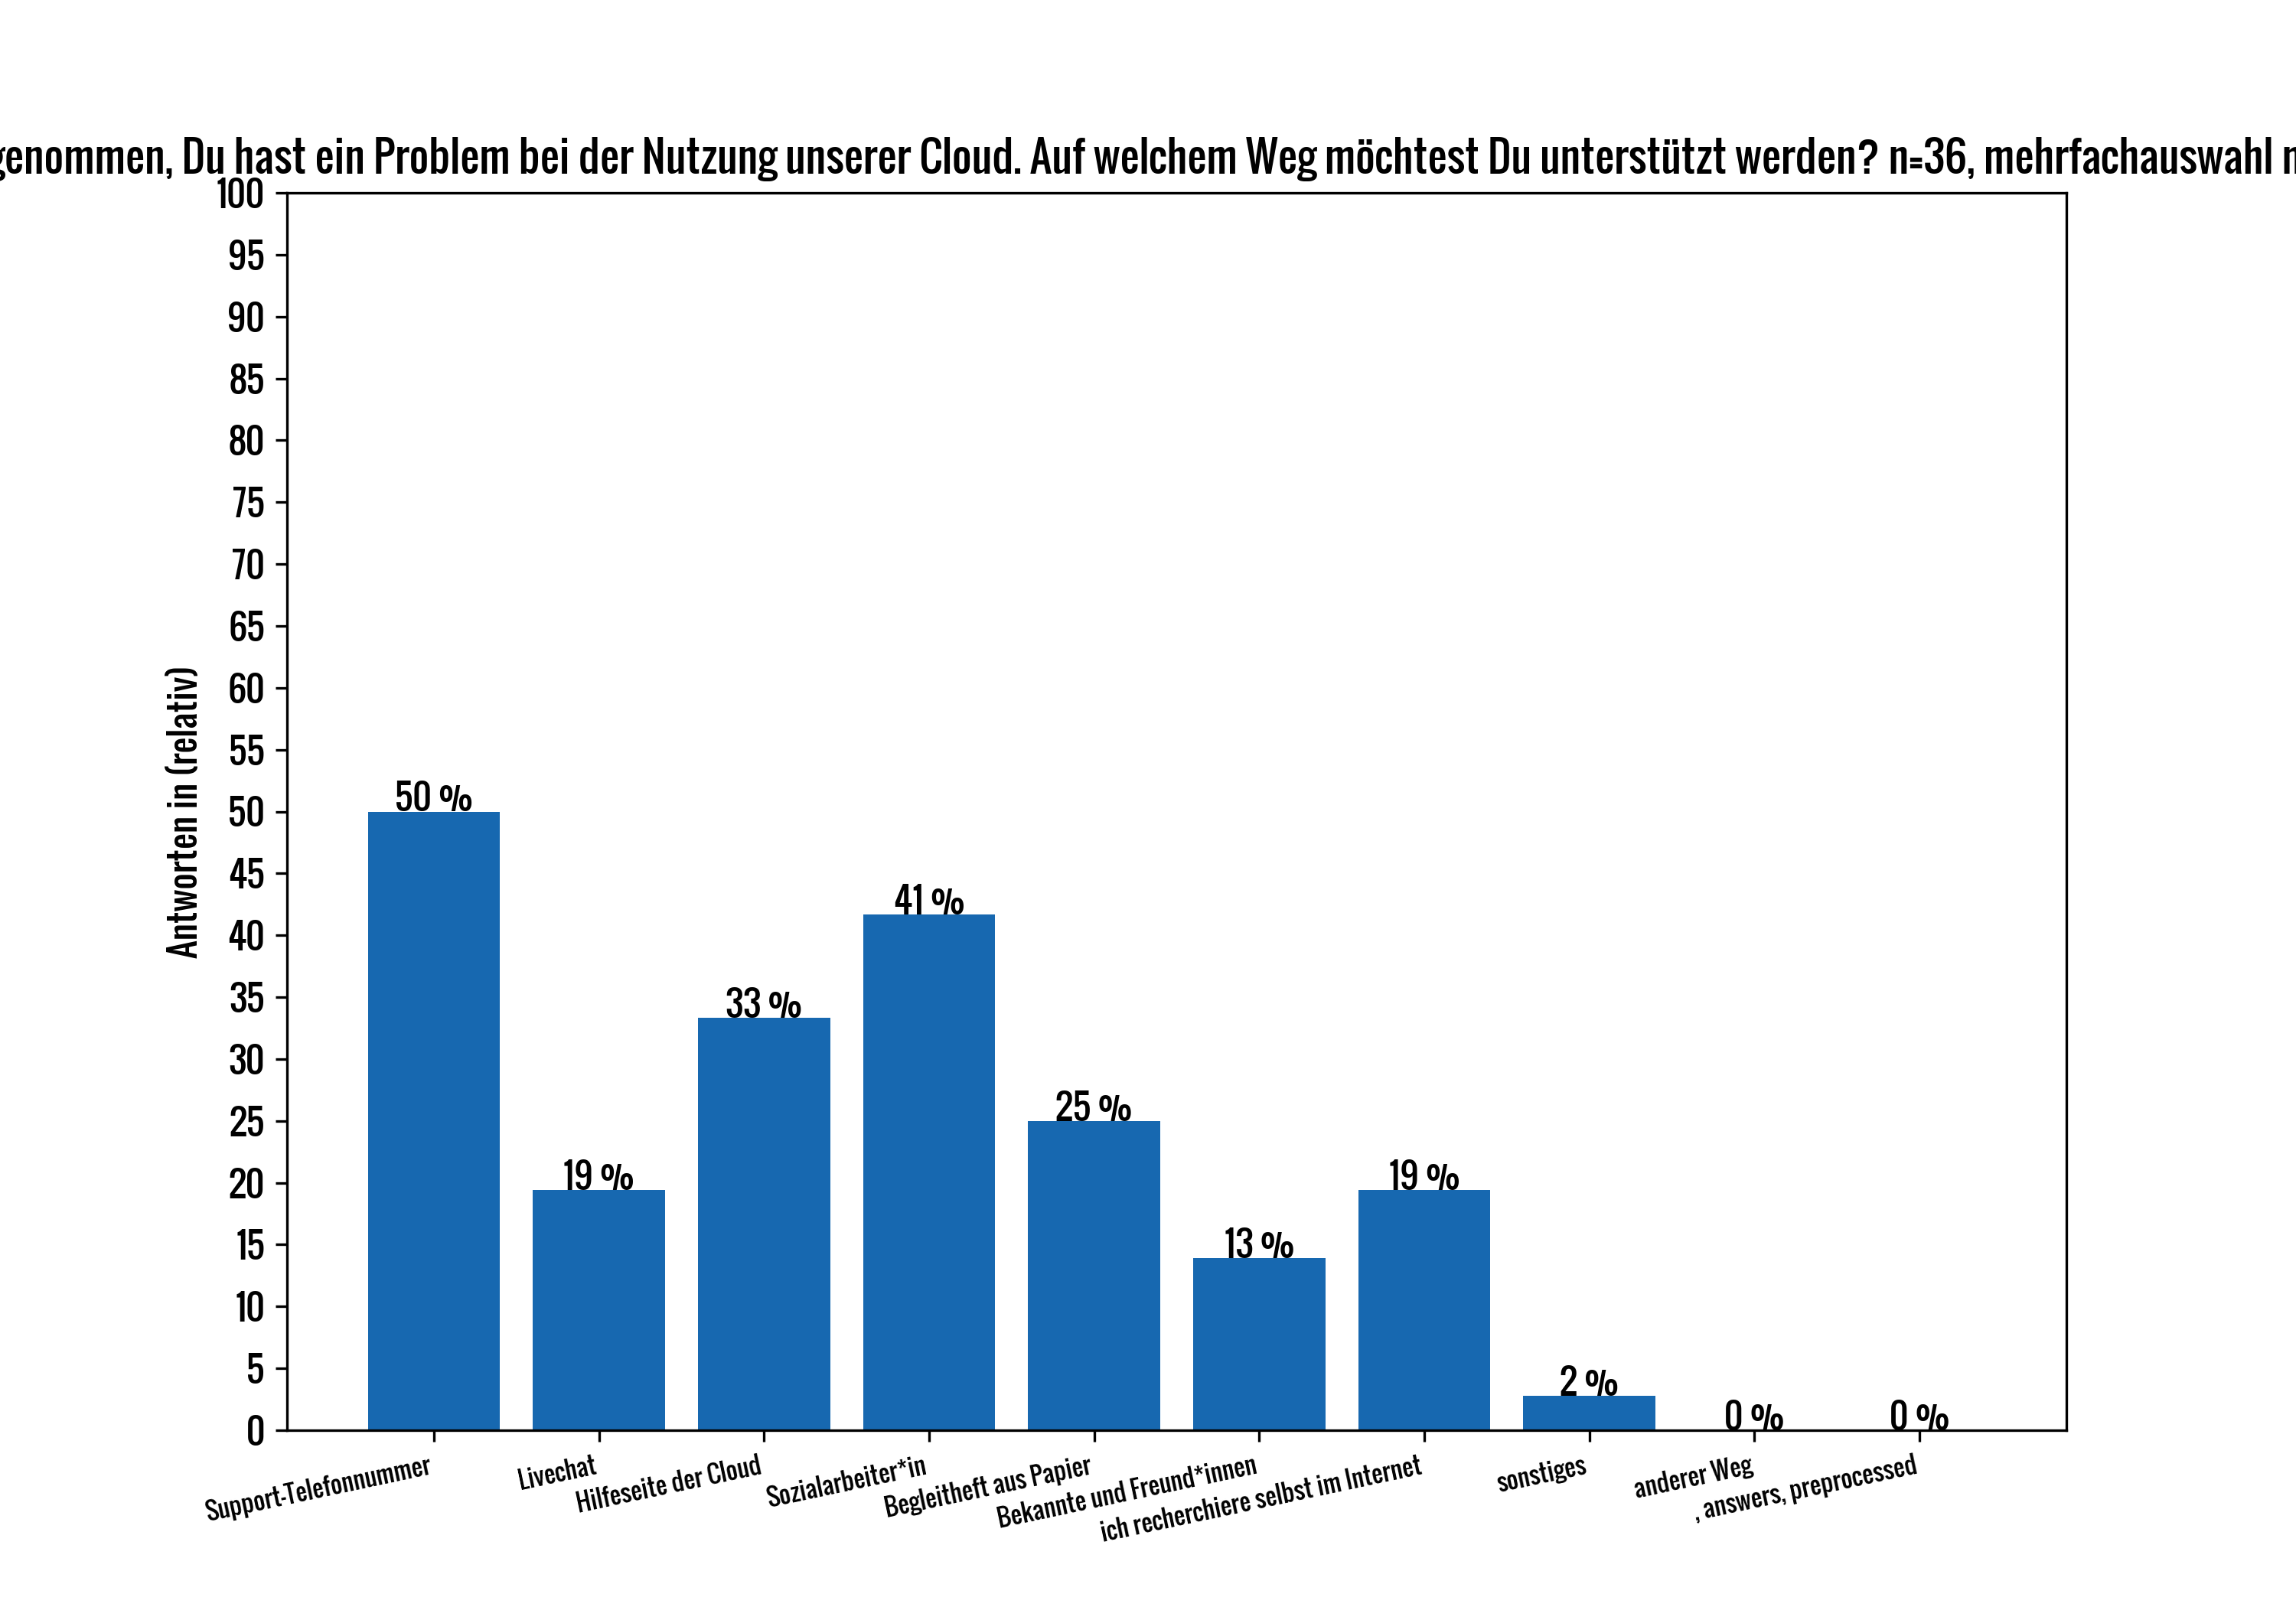 genommen, Du hast ein Problem bei der Nutzung unserer Cloud. Auf welchem Weg möchtest Du unterstützt werden? n=36, mehrfachauswahl
100
95
90
85
80
75
70
65
60
55
50
45
40
35
30
25
20
15
10
5
0
Antworten in (relativ)
50 %
19 %
33 %
41 %
25 %
13 %
19 %
2 %
0 %
0 %
Support-Telefonnummer
Livechat
Hilfeseite der Cloud
Sozialarbeiter*in
Begleitheft aus Papier
Bekannte und Freund*innen
ich recherchiere selbst im Internet
sonstiges
anderer Weg
, answers, preprocessed